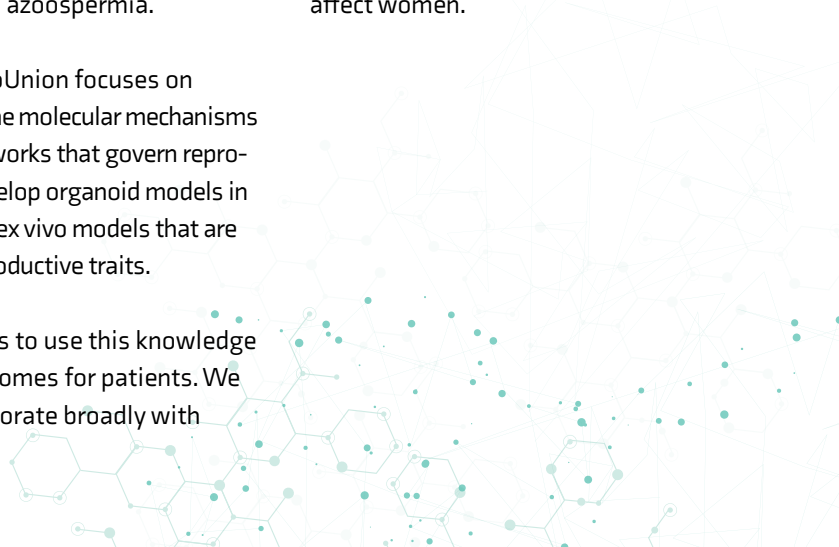 azoospermia.
oUnion focuses on
e molecular mechanisms
works that govern repro-
elop organoid models in
ex vivo models that are
oductive traits.
s to use this knowledge
omes for patients. We
orate broadly with
affect women.